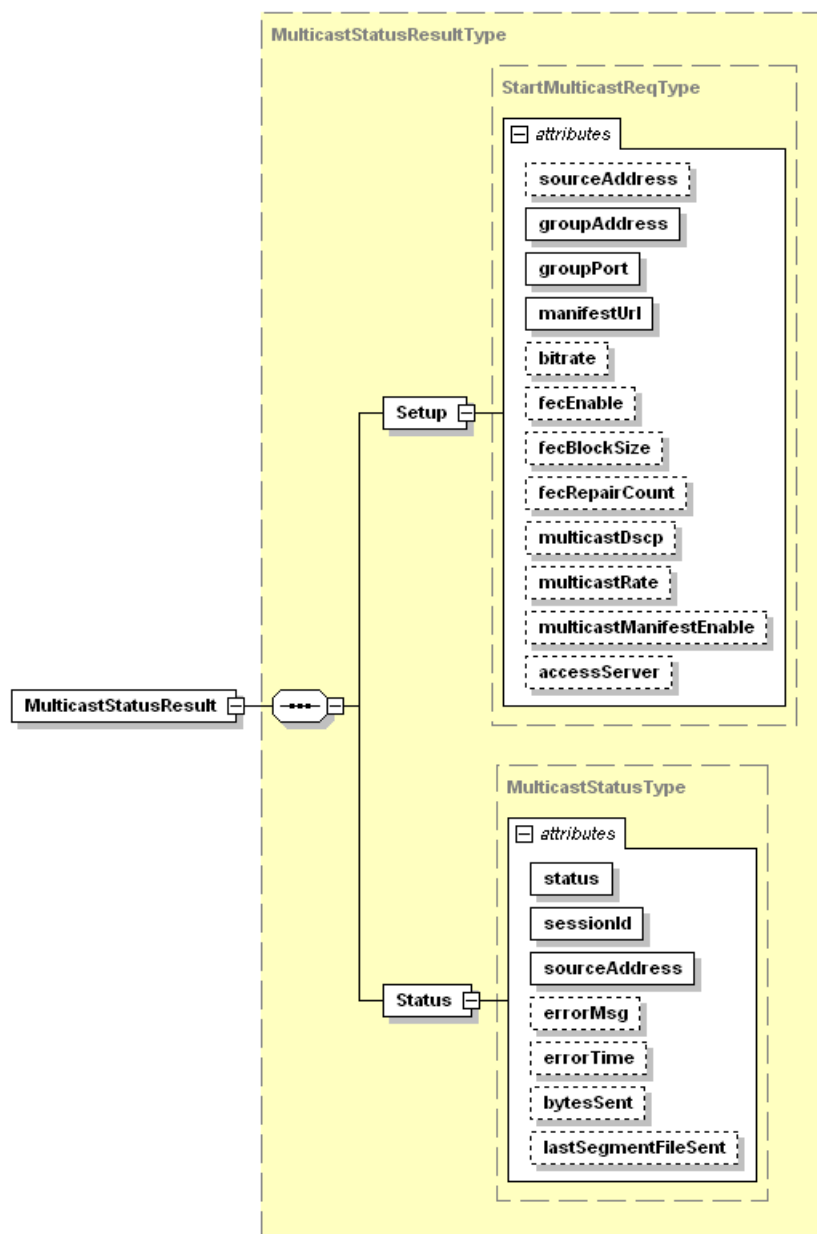 MulticastStatusResultType
StartMulticastReqType
attributes
sourceAddress
groupAddress
groupPort
manifestUrl
bitrate
fecEnable
fecBlockSize
fecRepairCount
multicastDscp
multicastRate
multicastManifestEnable
accessServer
Setup
MulticastStatusResult
MulticastStatusType
attributes
status
sessionId
sourceAddress
errorMsg
errorTime
bytesSent
lastSegmentFileSent
Status